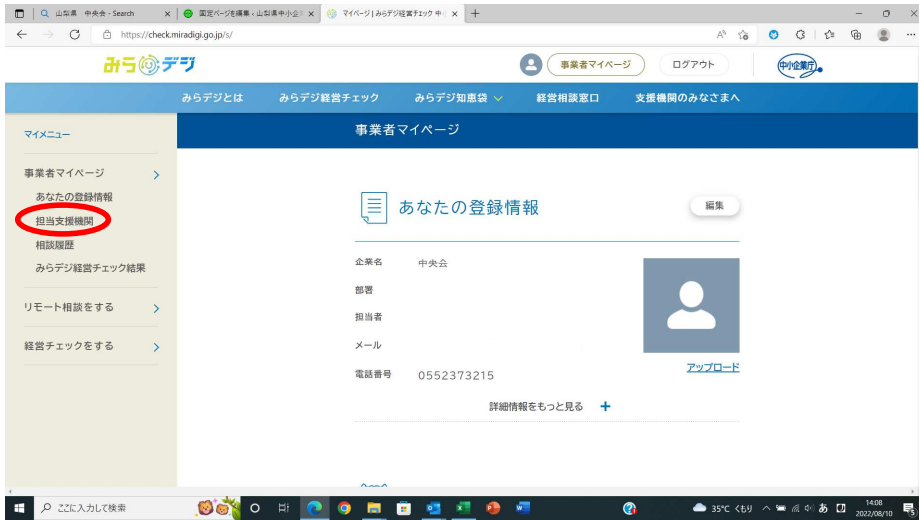 山梨県 中央会 - Search
固定ページを編集 ‹ 山梨県中小企
マイページ | みらデジ経営チェック 中
https://check.miradigi.go.jp/s/
みらデジ
事業者マイページ
ログアウト
中小企業庁
みらデジとは
みらデジ経営チェック
みらデジ知恵袋
経営相談窓口
支援機関のみなさまへ
マイメニュー
事業者マイページ
あなたの登録情報
担当支援機関
相談履歴
みらデジ経営チェック結果
リモート相談をする
経営チェックをする
事業者マイページ
あなたの登録情報
編集
企業名 中央会
部署
担当者
メール
電話番号 0552373215
アップロード
詳細情報をもっと見る +
ここに入力して検索
35°C くもり
あ
14:08
2022/08/10